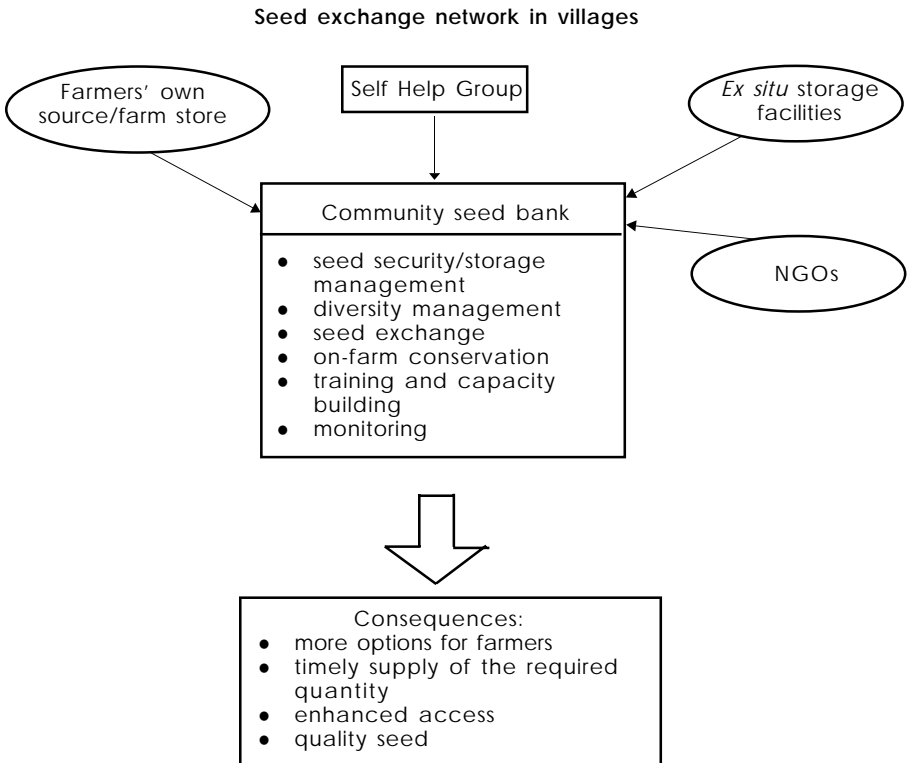 Seed exchange network in villages
Farmers' own
source/farm store
Self Help Group
Ex situ storage
facilities
NGOs
Community seed bank
• seed security/storage
management
• diversity management
• seed exchange
• on-farm conservation
• training and capacity
building
• monitoring
Consequences:
• more options for farmers
• timely supply of the required
quantity
• enhanced access
• quality seed